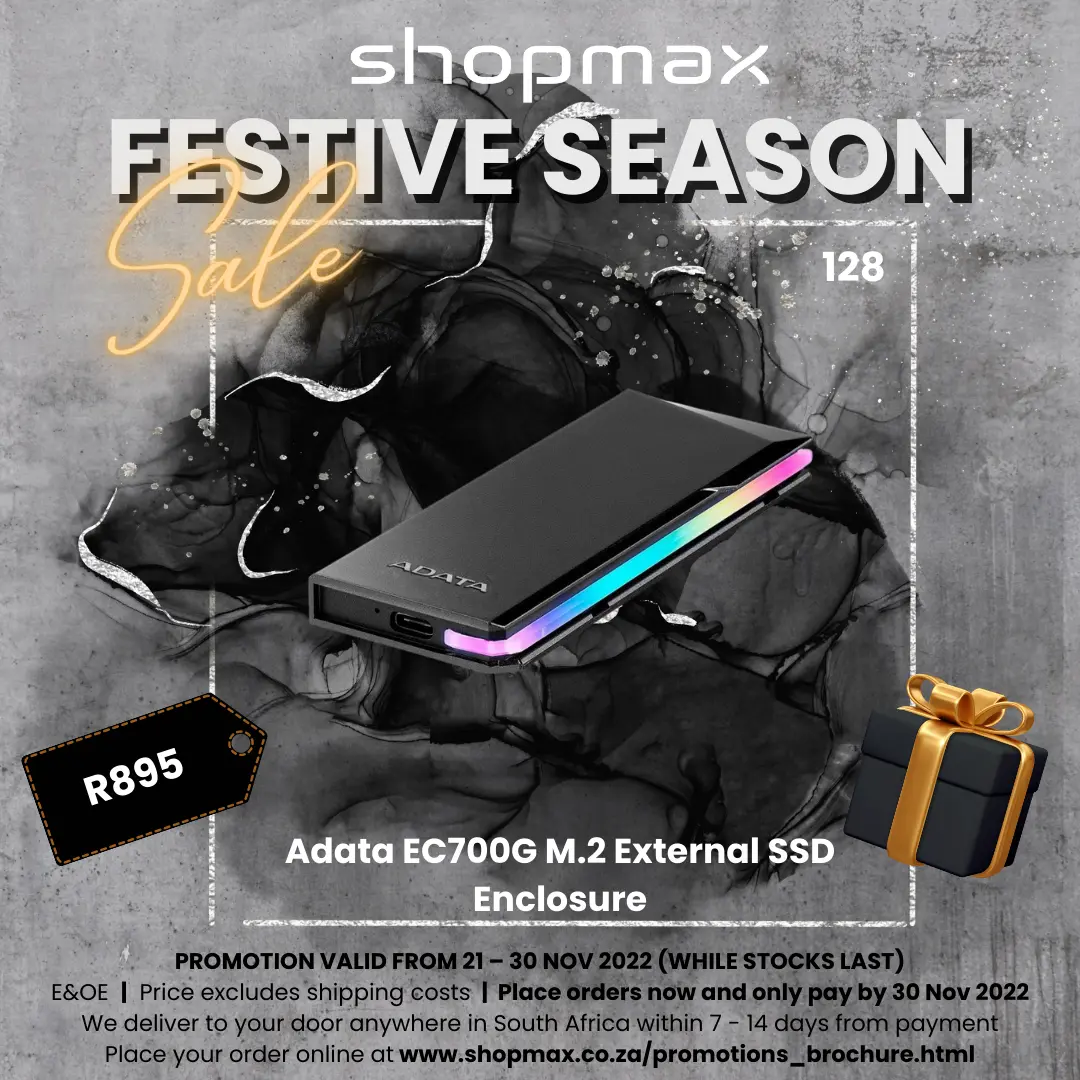 shopmax
FESTIVE SEASON
Sale
128
ADATA
R895
Adata EC700G M.2 External SSD
Enclosure
PROMOTION VALID FROM 21 – 30 NOV 2022 (WHILE STOCKS LAST)
E&OE | Price excludes shipping costs | Place orders now and only pay by 30 Nov 2022
We deliver to your door anywhere in South Africa within 7 - 14 days from payment
Place your order online at www.shopmax.co.za/promotions_brochure.html